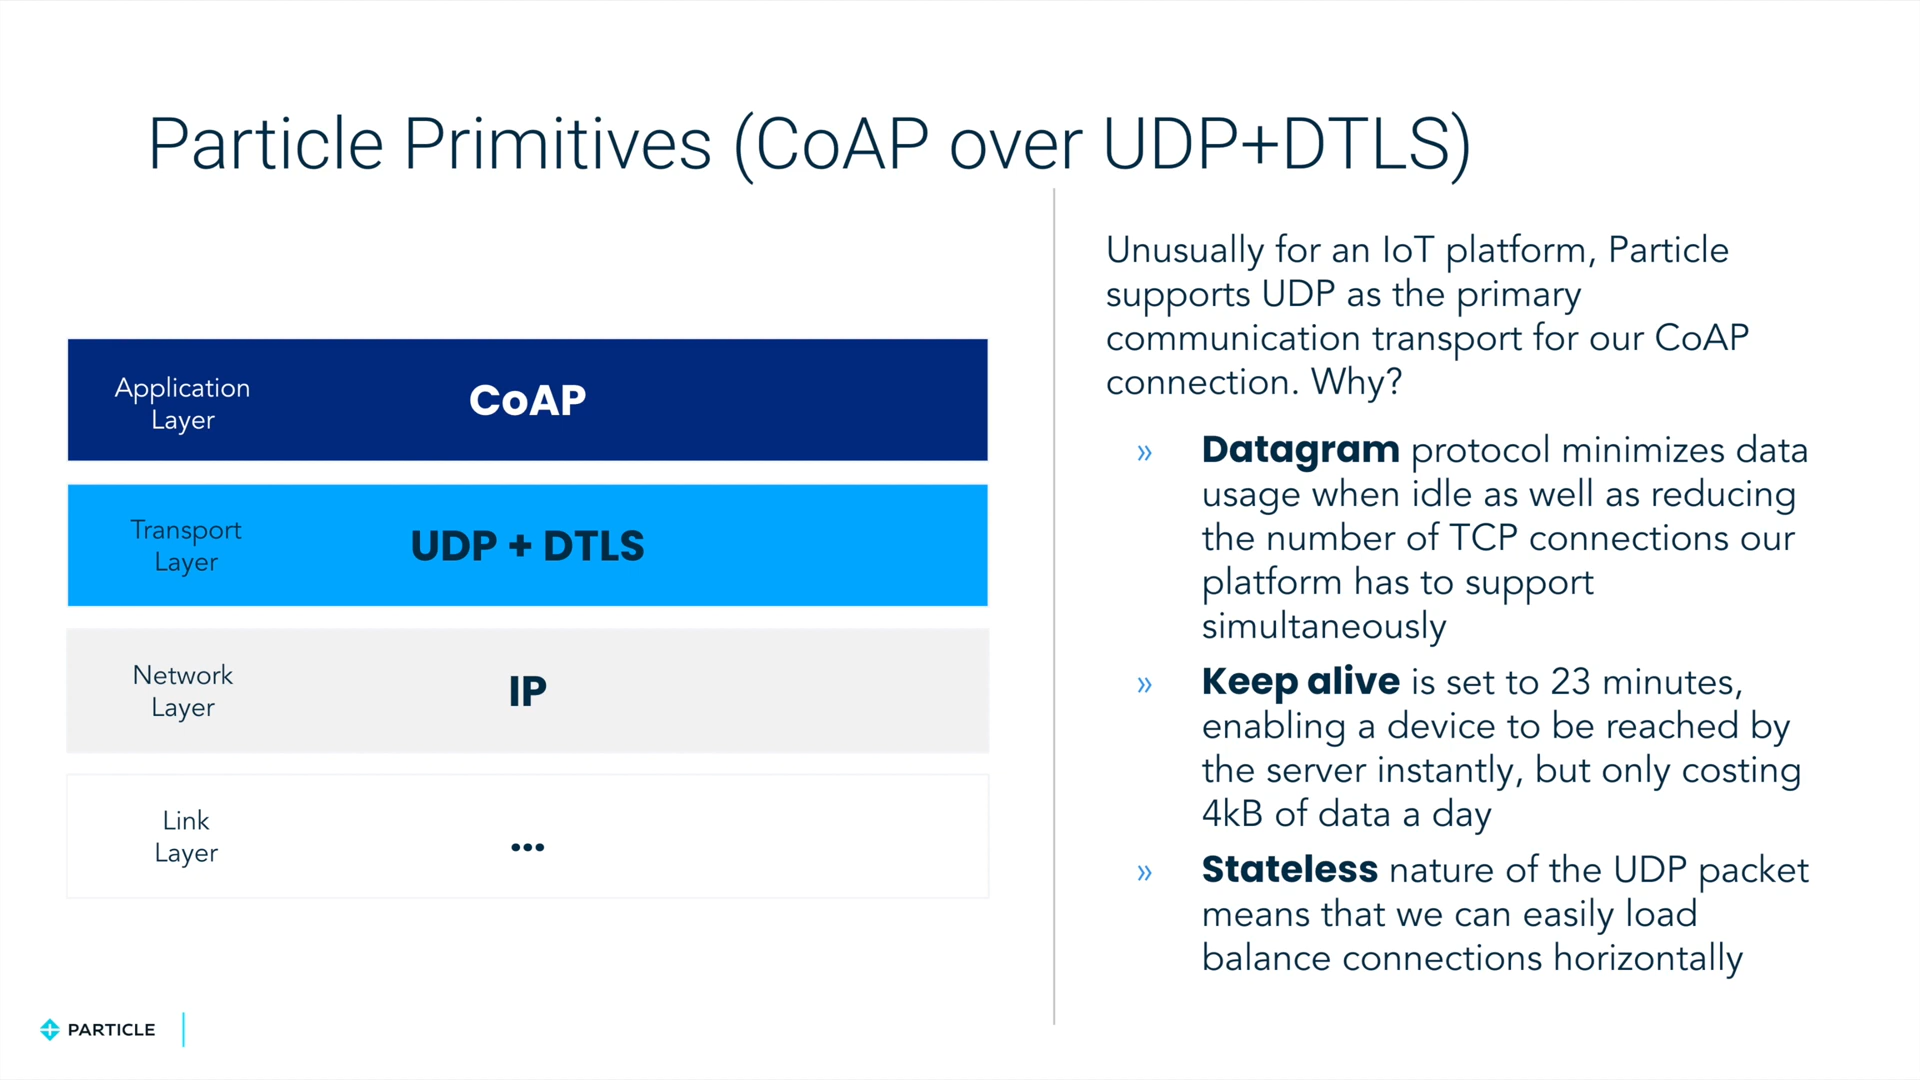 Particle Primitives (CoAP over UDP+DTLS)
Application
Layer
CoAP
Transport
Layer
UDP + DTLS
Network
Layer
IP
Link
Layer
...
Unusually for an IoT platform, Particle
supports UDP as the primary
communication transport for our CoAP
connection. Why?
» Datagram protocol minimizes data
usage when idle as well as reducing
the number of TCP connections our
platform has to support
simultaneously
» Keep alive is set to 23 minutes,
enabling a device to be reached by
the server instantly, but only costing
4kB of data a day
» Stateless nature of the UDP packet
means that we can easily load
balance connections horizontally
PARTICLE